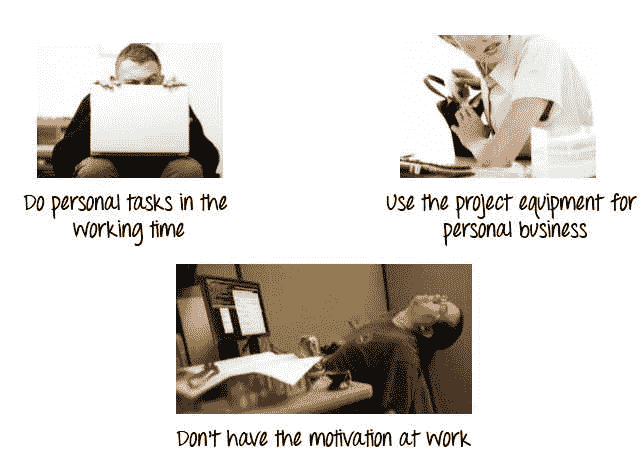 Do personal tasks in the
working time
Use the project equipment for
personal business
Don't have the motivation at work